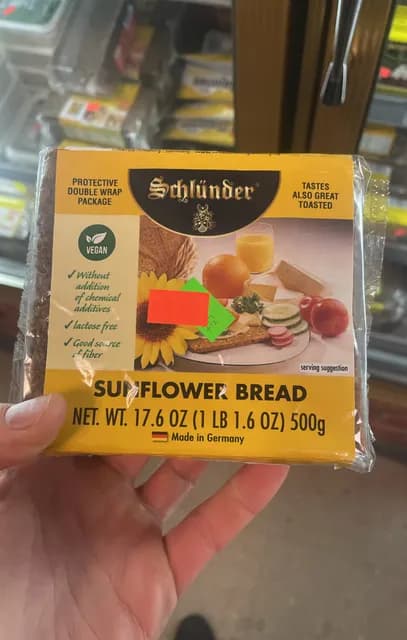 PROTECTIVE
DOUBLE WRAP
PACKAGE
Schlünder®
TASTES
ALSO GREAT
TOASTED
VEGAN
✓ Without
addition
of chemical
additives
✓ lactose free
✓ Good source
of fiber
serving suggestion
SUNFLOWER BREAD
NET. WT. 17.6 OZ (1 LB 1.6 OZ) 500g
Made in Germany